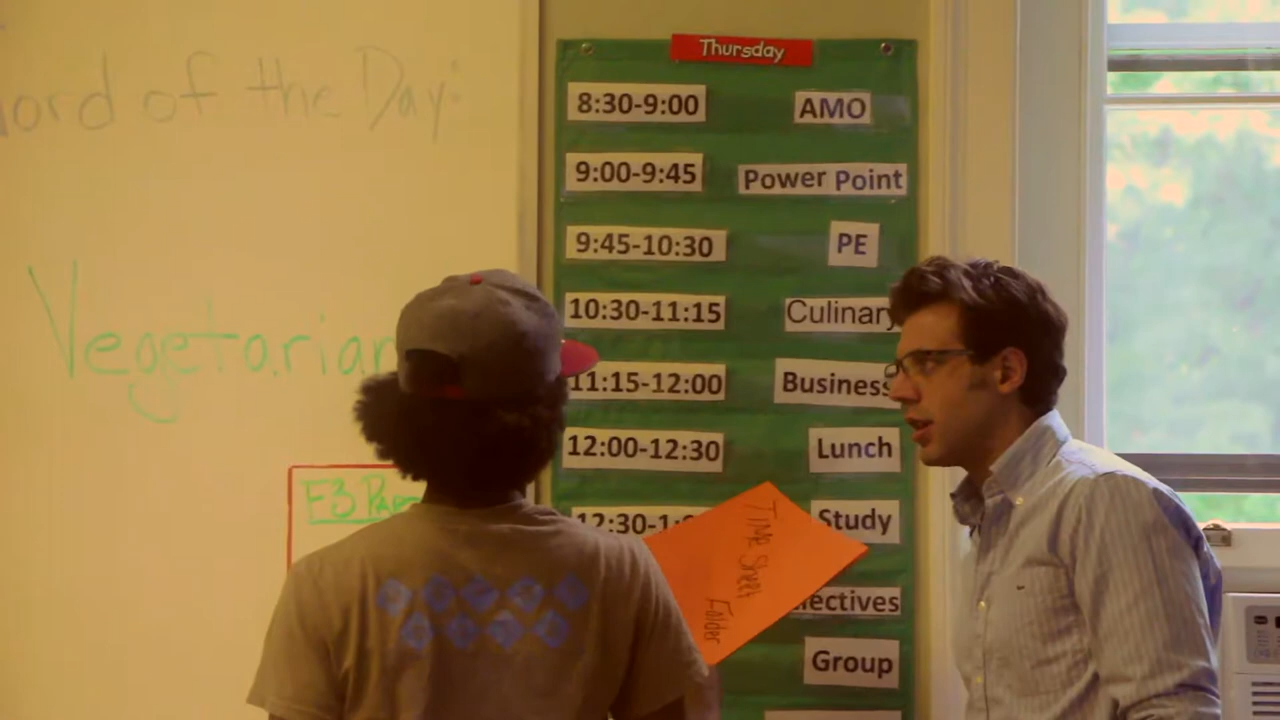 word of the Day:
Vegetarian
E3
Thursday
8:30-9:00 AMO
9:00-9:45 Power Point
9:45-10:30 PE
10:30-11:15 Culinary
11:15-12:00 Business
12:00-12:30 Lunch
Study
Group
TIME Sheet
Folder